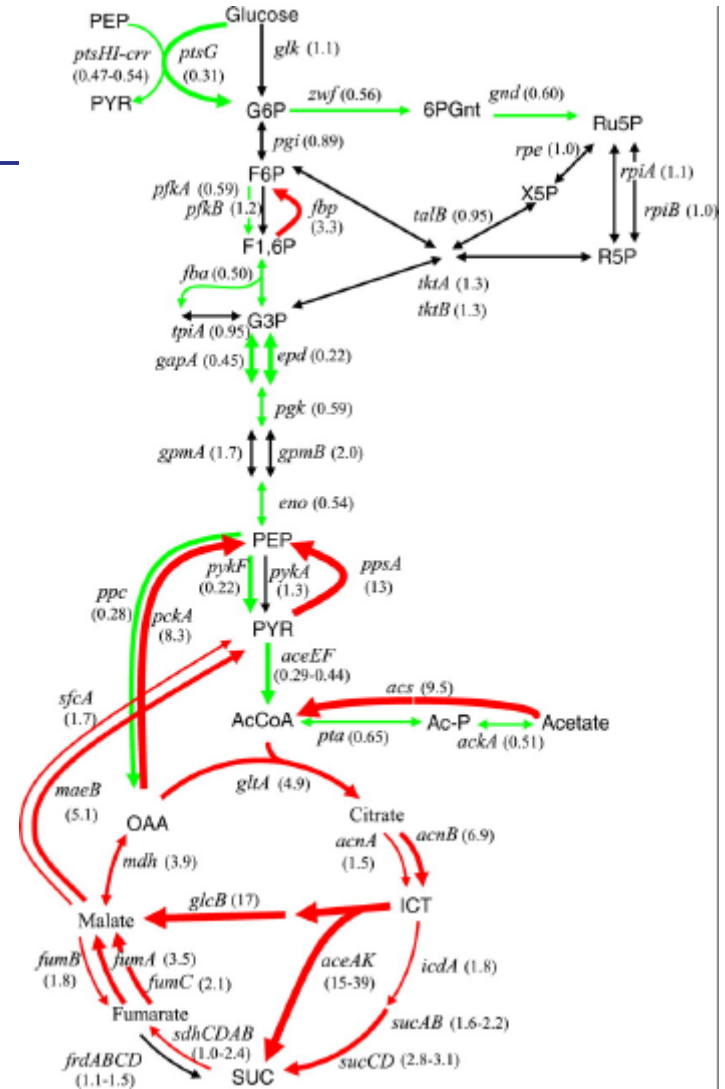 PEP
Glucose
ptsHI-crr
(0.47-0.54)
ptsG
(0.31)
glk (1.1)
PYR
G6P
zwf (0.56)
6PGnt
gnd (0.60)
Ru5P
pgi (0.89)
rpe (1.0)
rpiA (1.1)
F6P
X5P
pfkA (0.59)
pfkB (1.2)
fbp
(3.3)
talB (0.95)
rpiB (1.0)
F1,6P
R5P
fba (0.50)
tktA (1.3)
tktB (1.3)
G3P
tpiA (0.95)
gapA (0.45)
epd (0.22)
pgk (0.59)
gpmA (1.7)
gpmB (2.0)
eno (0.54)
PEP
pykF
(0.22)
pykA
(1.3)
ppsA
(13)
ppc
(0.28)
pckA
(8.3)
PYR
aceEF
(0.29-0.44)
sfcA
(1.7)
acs (9.5)
AcCoA
pta (0.65)
Ac-P
ackA (0.51)
Acetate
maeB
(5.1)
gltA (4.9)
OAA
Citrate
acnA
(1.5)
acnB (6.9)
mdh (3.9)
glcB (17)
ICT
Malate
fumB
(1.8)
fumA (3.5)
fumC (2.1)
aceAK
(15-39)
icdA (1.8)
Fumarate
sucAB (1.6-2.2)
sdhCDAB
(1.0-2.4)
frdABCD
(1.1-1.5)
SUC
sucCD (2.8-3.1)